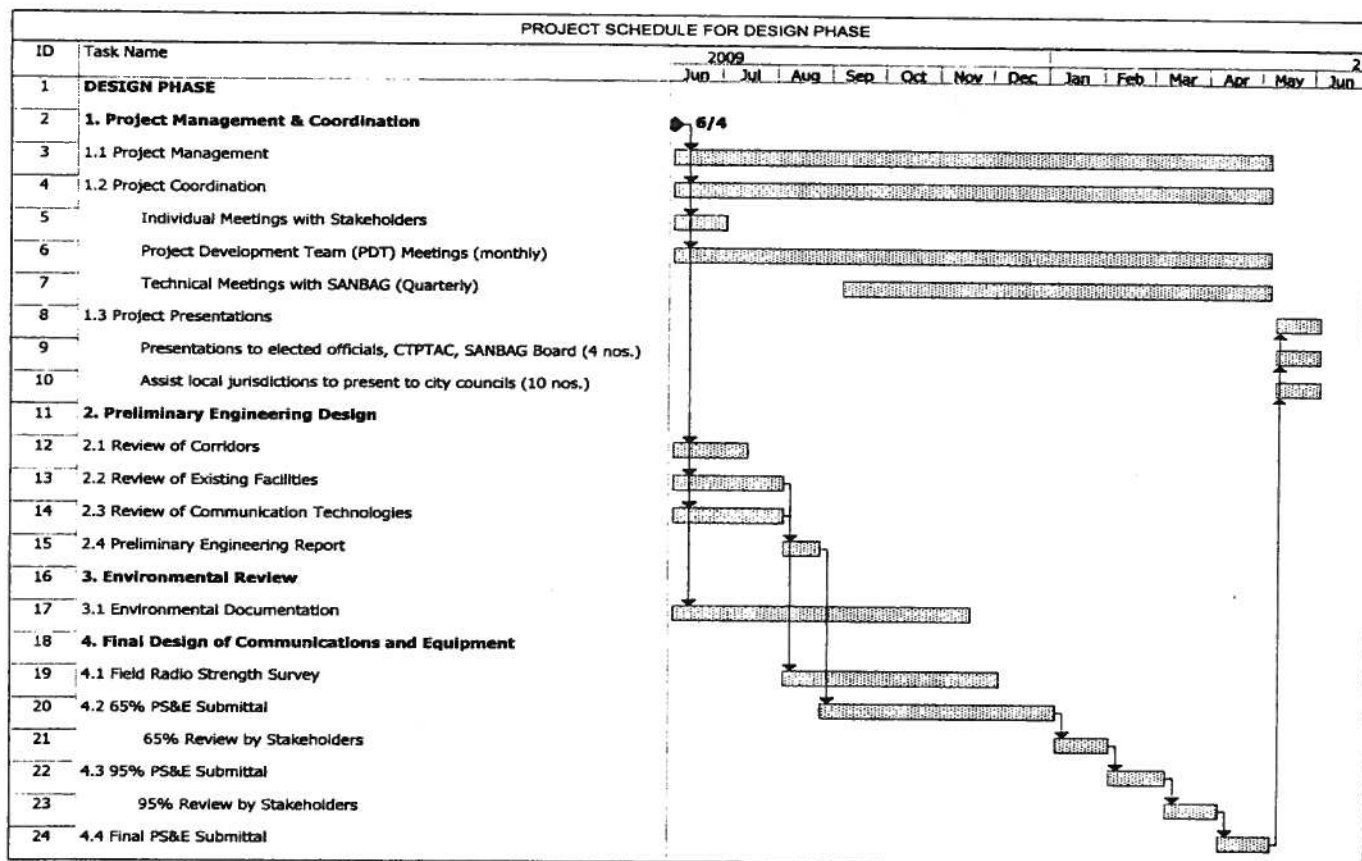 PROJECT SCHEDULE FOR DESIGN PHASE
ID Task Name 2009 2
Jun Jul Aug Sep Oct Nov Dec Jan Feb Mar Apr May Jun
1 DESIGN PHASE
2 1. Project Management & Coordination 6/4
3 1.1 Project Management
4 1.2 Project Coordination
5 Individual Meetings with Stakeholders
6 Project Development Team (PDT) Meetings (monthly)
7 Technical Meetings with SANBAG (Quarterly)
8 1.3 Project Presentations
9 Presentations to elected officials, CTPTAC, SANBAG Board (4 nos.)
10 Assist local jurisdictions to present to city councils (10 nos.)
11 2. Preliminary Engineering Design
12 2.1 Review of Corridors
13 2.2 Review of Existing Facilities
14 2.3 Review of Communication Technologies
15 2.4 Preliminary Engineering Report
16 3. Environmental Review
17 3.1 Environmental Documentation
18 4. Final Design of Communications and Equipment
19 4.1 Field Radio Strength Survey
20 4.2 65% PS&E Submittal
21 65% Review by Stakeholders
22 4.3 95% PS&E Submittal
23 95% Review by Stakeholders
24 4.4 Final PS&E Submittal